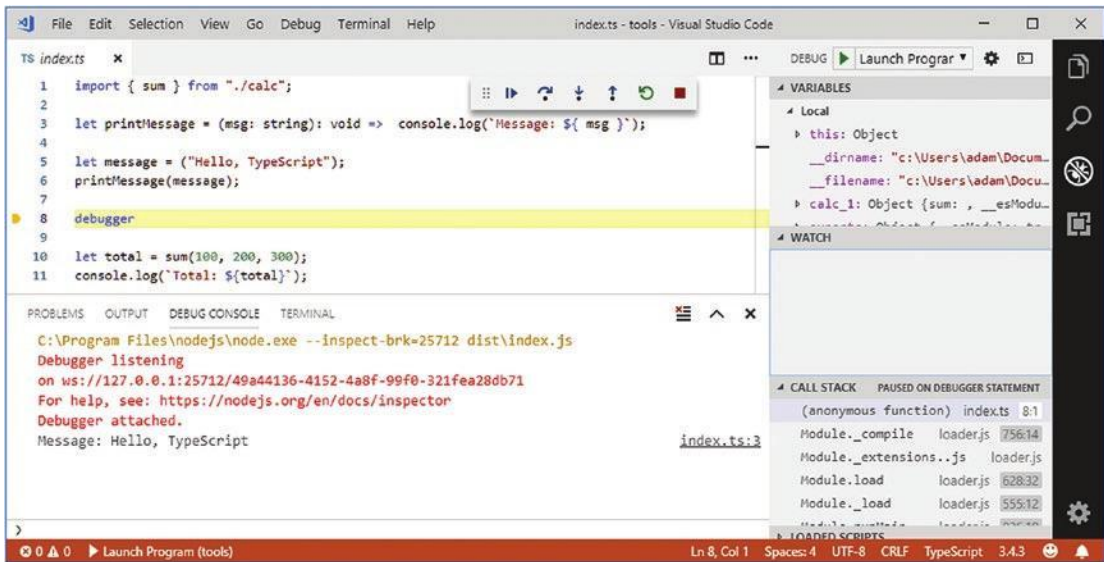 File Edit Selection View Go Debug Terminal Help
index.ts - tools - Visual Studio Code
TS index.ts
DEBUG Launch Prograr
1 import { sum } from "./calc";
2
3 let printMessage = (msg: string): void => console.log(`Message: ${ msg }`);
4
5 let message = ("Hello, TypeScript");
6 printMessage(message);
7
8 debugger
9
10 let total = sum(100, 200, 300);
11 console.log(`Total: ${total}`);
VARIABLES
Local
this: Object
__dirname: "c:\Users\adam\Docum…
__filename: "c:\Users\adam\Docu…
calc_1: Object {sum: , __esModu…
WATCH
PROBLEMS OUTPUT DEBUG CONSOLE TERMINAL
C:\Program Files\nodejs\node.exe --inspect-brk=25712 dist\index.js
Debugger listening
on ws://127.0.0.1:25712/49a44136-4152-4a8f-99f0-321fea28db71
For help, see: https://nodejs.org/en/docs/inspector
Debugger attached.
Message: Hello, TypeScript index.ts:3
CALL STACK PAUSED ON DEBUGGER STATEMENT
(anonymous function) index.ts 8:1
Module._compile loader.js 756:14
Module._extensions..js loader.js
Module.load loader.js 628:32
Module._load loader.js 555:12
LOADED SCRIPTS
0 0 Launch Program (tools)
Ln 8, Col 1 Spaces: 4 UTF-8 CRLF TypeScript 3.4.3